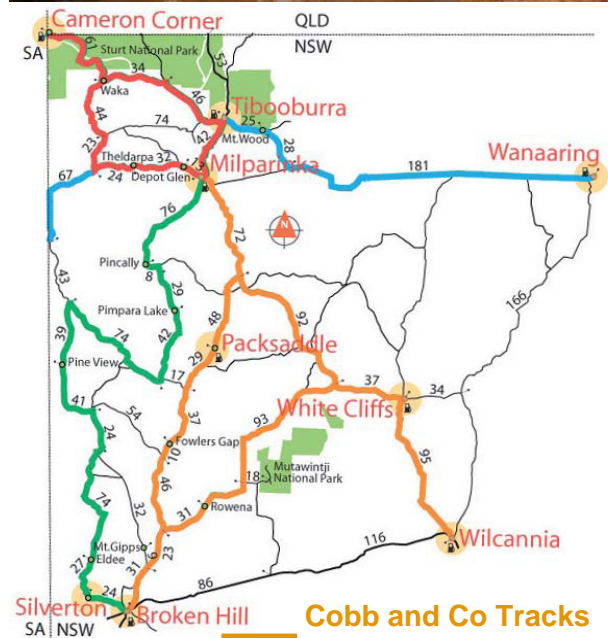 Cameron Corner
QLD
SA
NSW
Sturt National Park
61
34
53
Waka
46
Tibooburra
44
74
42
25
Mt.Wood
28
Wanaaring
23
Theldarpa 32
13
Milparinka
181
67
24
Depot Glen
76
72
N
Pincally
8
43
29
166
Pimpara Lake
48
92
39
74
42
Packsaddle
29
Pine View
17
37
34
White Cliffs
41
37
54
93
24
Fowlers Gap
10
95
Mutawintji
National Park
18
46
74
32
31
Rowena
Wilcannia
Mt.Gipps
23
116
Eldee
27
9
31
86
24
Silverton
Broken Hill
SA
NSW
Cobb and Co Tracks